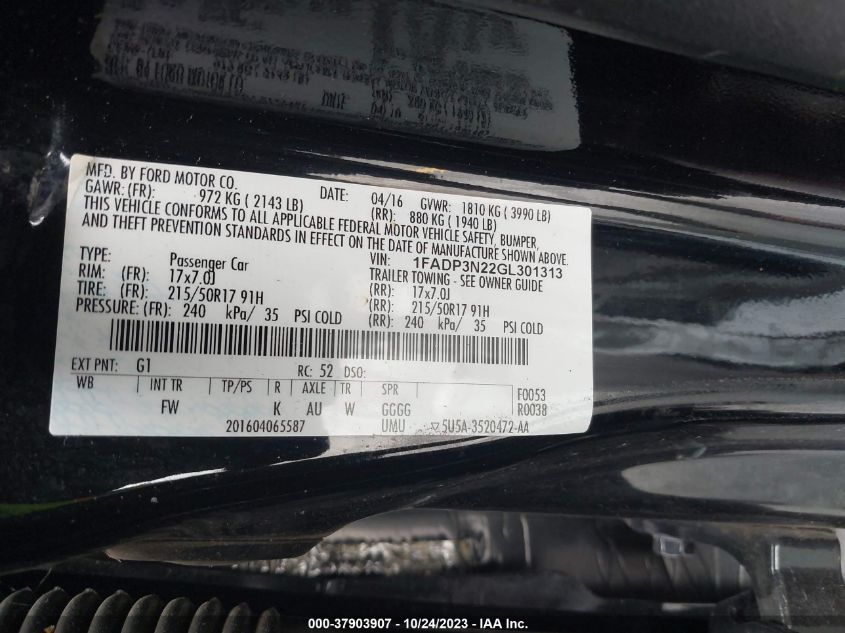 MFD. BY FORD MOTOR CO.
DATE: 04/16 GVWR: 1810 KG ( 3990 LB)
GAWR: (FR): 972 KG ( 2143 LB) (RR): 880 KG ( 1940 LB)
THIS VEHICLE CONFORMS TO ALL APPLICABLE FEDERAL MOTOR VEHICLE SAFETY, BUMPER,
AND THEFT PREVENTION STANDARDS IN EFFECT ON THE DATE OF MANUFACTURE SHOWN ABOVE.
VIN: 1FADP3N22GL301313
TYPE: Passenger Car TRAILER TOWING - SEE OWNER GUIDE
RIM: (FR) 17x7.0J (RR): 17x7.0J
TIRE: (FR): 215/50R17 91H (RR): 215/50R17 91H
PRESSURE: (FR): 240 kPa/ 35 PSI COLD (RR): 240 kPa/ 35 PSI COLD
EXT PNT: G1 RC: 52 DSO:
WB INT TR TP/PS R AXLE TR SPR F0053
FW K AU W GGGG R0038
201604065587 UMU 5U5A-3520472-AA
000-37903907 - 10/24/2023 - IAA Inc.